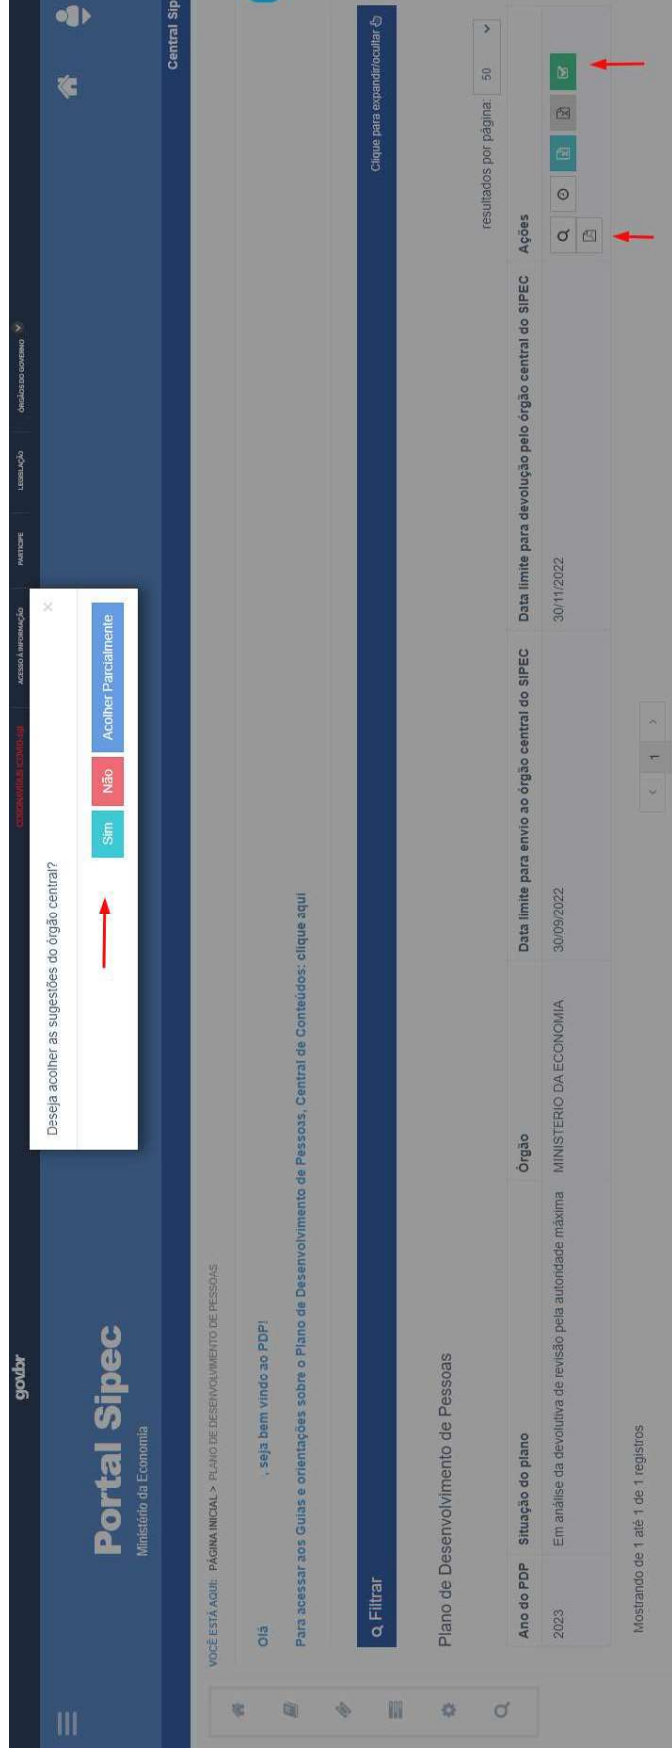 govbr
CORONAVÍRUS (COVID-19)
ACESSO À INFORMAÇÃO
PARTICIPE
LEGISLAÇÃO
ÓRGÃOS DO GOVERNO
Deseja acolher as sugestões do órgão central?
×
Sim
Não
Acolher Parcialmente
Portal Sipec
Ministério da Economia
Central Sip
VOCÊ ESTÁ AQUI: PÁGINA INICIAL > PLANO DE DESENVOLVIMENTO DE PESSOAS
Olá , seja bem vindo ao PDP!
Para acessar aos Guias e orientações sobre o Plano de Desenvolvimento de Pessoas, Central de Conteúdos: clique aqui
Filtrar
Clique para expandir/ocultar
Plano de Desenvolvimento de Pessoas
resultados por página: 50
Ano do PDP Situação do plano Órgão Data limite para envio ao órgão central do SIPEC Data limite para devolução pelo órgão central do SIPEC Ações
2023 Em análise da devolutiva de revisão pela autoridade máxima MINISTERIO DA ECONOMIA 30/09/2022 30/11/2022
Mostrando de 1 até 1 de 1 registros
‹ 1 ›